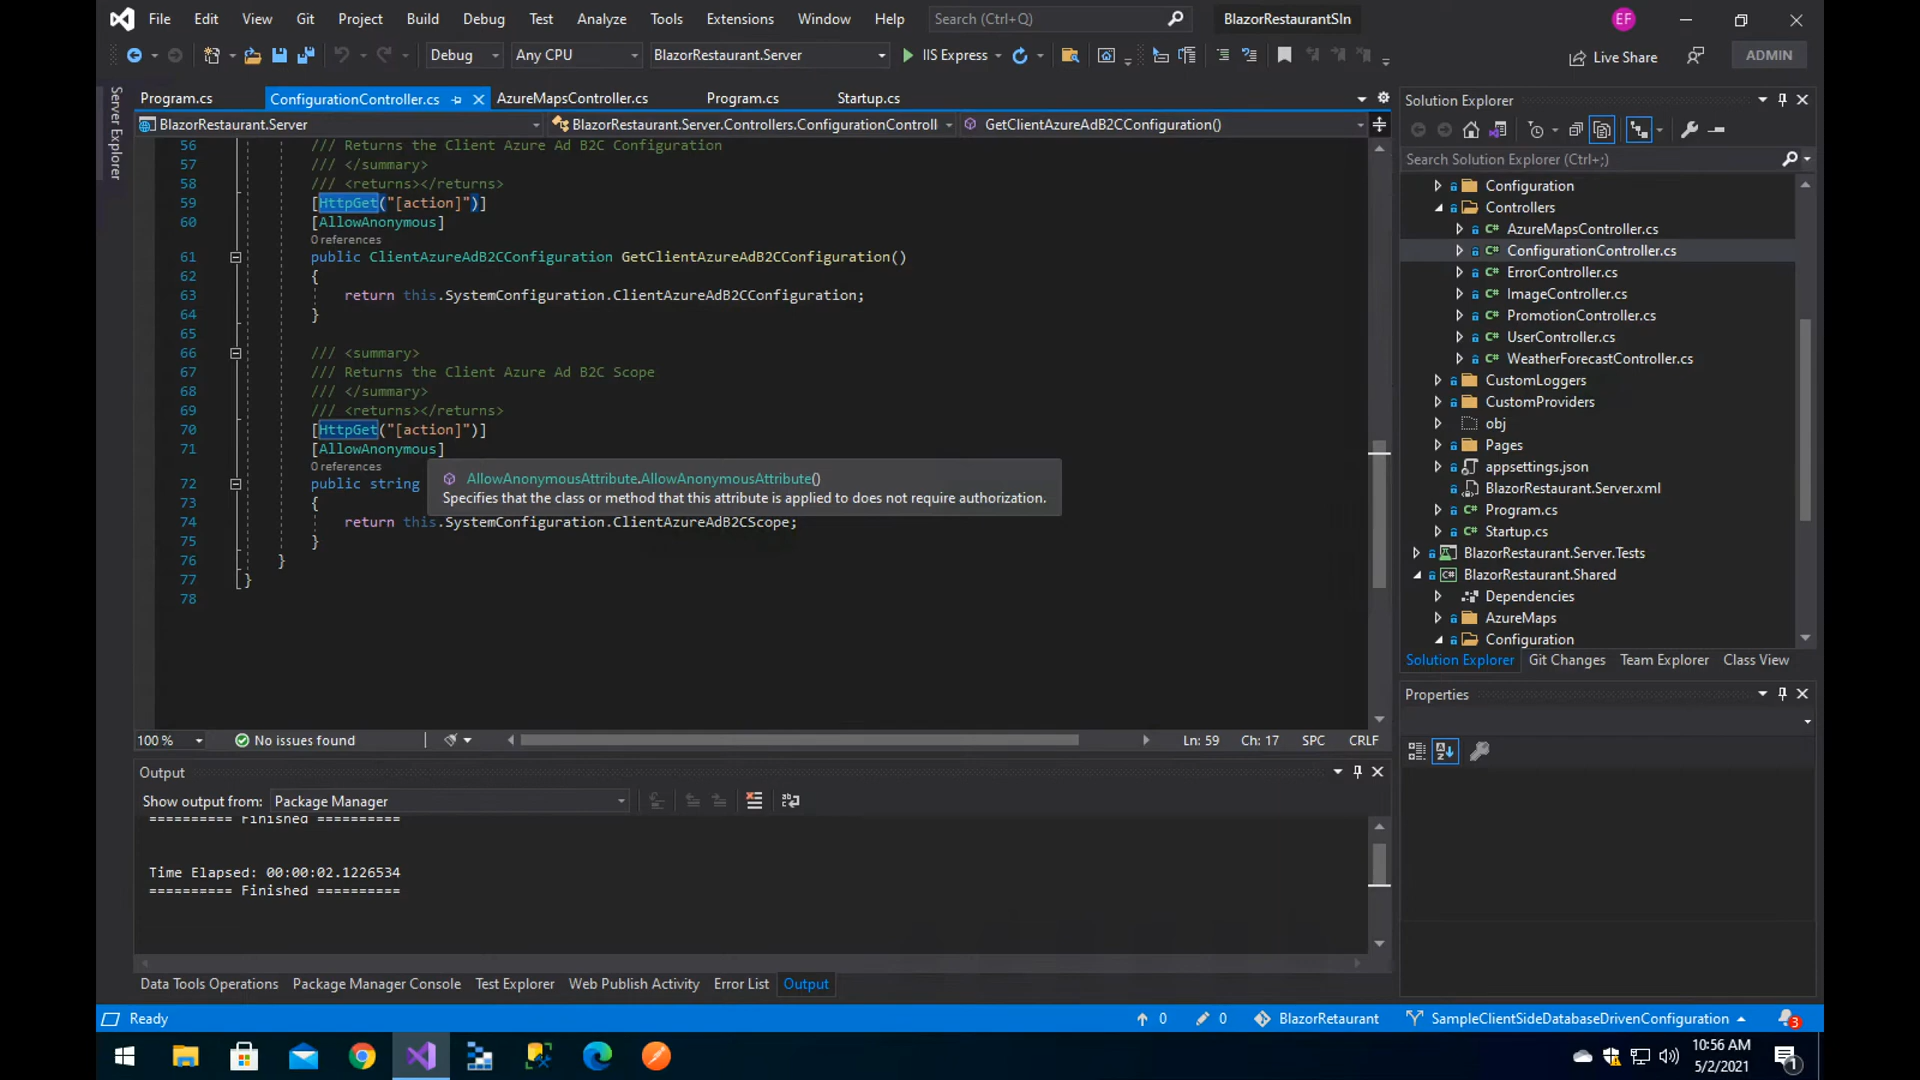 File Edit View Git Project Build Debug Test Analyze Tools Extensions Window Help Search (Ctrl+Q) BlazorRestaurantSln EF
Debug Any CPU BlazorRestaurant.Server IIS Express Live Share ADMIN
Server Explorer
Program.cs ConfigurationController.cs AzureMapsController.cs Program.cs Startup.cs
BlazorRestaurant.Server BlazorRestaurant.Server.Controllers.ConfigurationControll GetClientAzureAdB2CConfiguration()
56 /// Returns the Client Azure Ad B2C Configuration
57 /// </summary>
58 /// <returns></returns>
59 [HttpGet("[action]")]
60 [AllowAnonymous]
0 references
61 public ClientAzureAdB2CConfiguration GetClientAzureAdB2CConfiguration()
62 {
63 return this.SystemConfiguration.ClientAzureAdB2CConfiguration;
64 }
65
66 /// <summary>
67 /// Returns the Client Azure Ad B2C Scope
68 /// </summary>
69 /// <returns></returns>
70 [HttpGet("[action]")]
71 [AllowAnonymous]
0 references
72 public string
AllowAnonymousAttribute.AllowAnonymousAttribute()
Specifies that the class or method that this attribute is applied to does not require authorization.
73 {
74 return this.SystemConfiguration.ClientAzureAdB2CScope;
75 }
76 }
77 }
78
100 % No issues found Ln: 59 Ch: 17 SPC CRLF
Output
Show output from: Package Manager
========== Finished ==========
Time Elapsed: 00:00:02.1226534
========== Finished ==========
Data Tools Operations Package Manager Console Test Explorer Web Publish Activity Error List Output
Solution Explorer
Search Solution Explorer (Ctrl+;)
Configuration
Controllers
C# AzureMapsController.cs
C# ConfigurationController.cs
C# ErrorController.cs
C# ImageController.cs
C# PromotionController.cs
C# UserController.cs
C# WeatherForecastController.cs
CustomLoggers
CustomProviders
obj
Pages
appsettings.json
BlazorRestaurant.Server.xml
C# Program.cs
C# Startup.cs
BlazorRestaurant.Server.Tests
C# BlazorRestaurant.Shared
Dependencies
AzureMaps
Configuration
Solution Explorer Git Changes Team Explorer Class View
Properties
Ready 0 0 BlazorRetaurant SampleClientSideDatabaseDrivenConfiguration 3
10:56 AM
5/2/2021
1